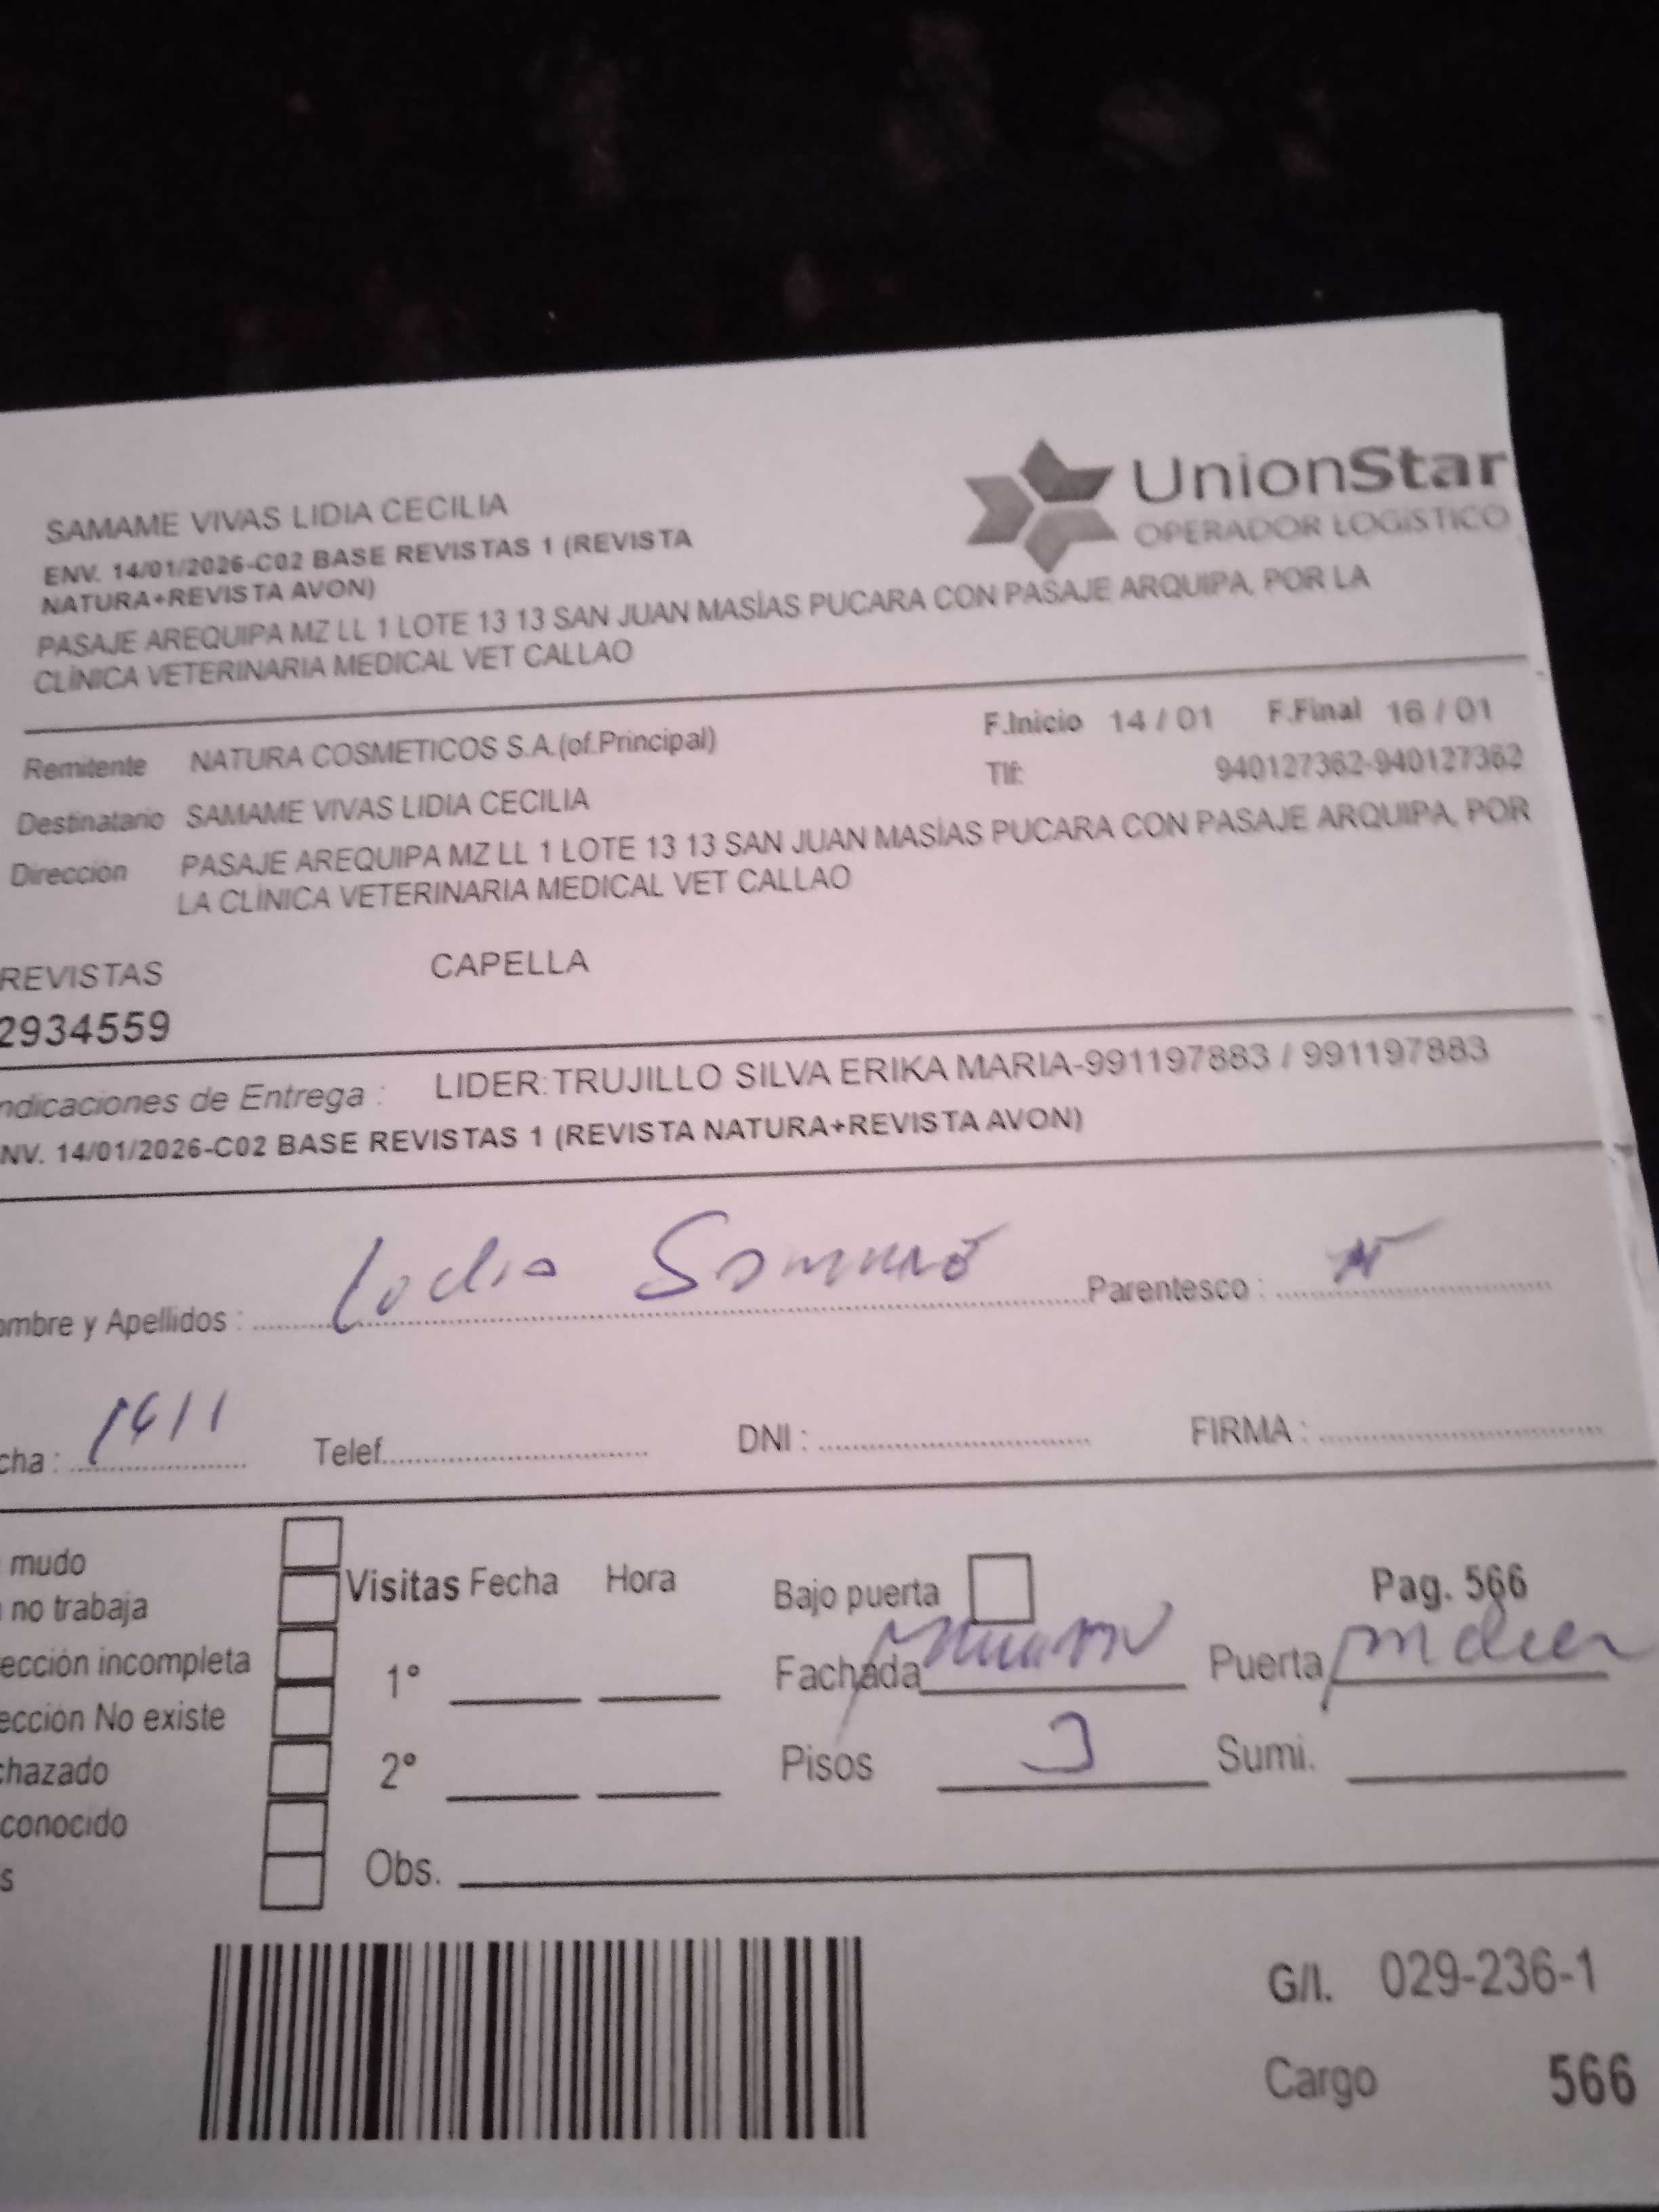 UnionStar
OPERADOR LOGÍSTICO
SAMAME VIVAS LIDIA CECILIA
ENV. 14/01/2026-C02 BASE REVISTAS 1 (REVISTA
NATURA+REVISTA AVON)
PASAJE AREQUIPA MZ LL 1 LOTE 13 13 SAN JUAN MASÍAS PUCARA CON PASAJE ARQUIPA, POR LA
CLÍNICA VETERINARIA MEDICAL VET CALLAO
Remitente NATURA COSMETICOS S.A.(of.Principal) F.Inicio 14 / 01 F.Final 16 / 01
Tlf: 940127362-940127362
Destinatario SAMAME VIVAS LIDIA CECILIA
Dirección PASAJE AREQUIPA MZ LL 1 LOTE 13 13 SAN JUAN MASÍAS PUCARA CON PASAJE ARQUIPA, POR
LA CLÍNICA VETERINARIA MEDICAL VET CALLAO
REVISTAS CAPELLA
2934559
ndicaciones de Entrega : LIDER: TRUJILLO SILVA ERIKA MARIA-991197883 / 991197883
NV. 14/01/2026-C02 BASE REVISTAS 1 (REVISTA NATURA+REVISTA AVON)
ombre y Apellidos : Parentesco :
cha : Telef. DNI : FIRMA :
mudo
no trabaja
ección incompleta
ección No existe
chazado
conocido
s
Visitas Fecha Hora
1°
2°
Obs.
Bajo puerta Pag. 566
Fachada Puerta
Pisos 3 Sumi.
G/I. 029-236-1
Cargo 566